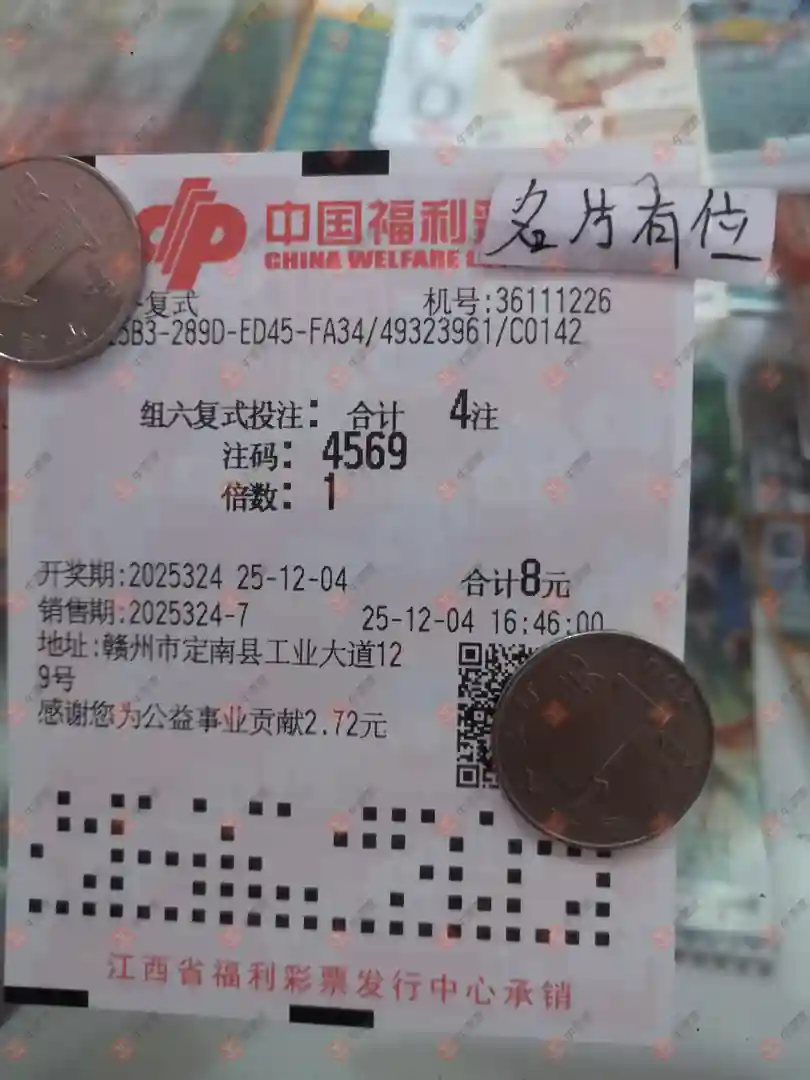 中国福利
名片有位
CHINA WELFARE
复式
机号:36111226
5B3-289D-ED45-FA34/49323961/C0142
组六复式投注: 合计 4注
注码: 4569
倍数: 1
开奖期:2025324 25-12-04 合计8元
销售期:2025324-7 25-12-04 16:46:00
地址:赣州市定南县工业大道12
9号
感谢您为公益事业贡献2.72元
江西省福利彩票发行中心承销